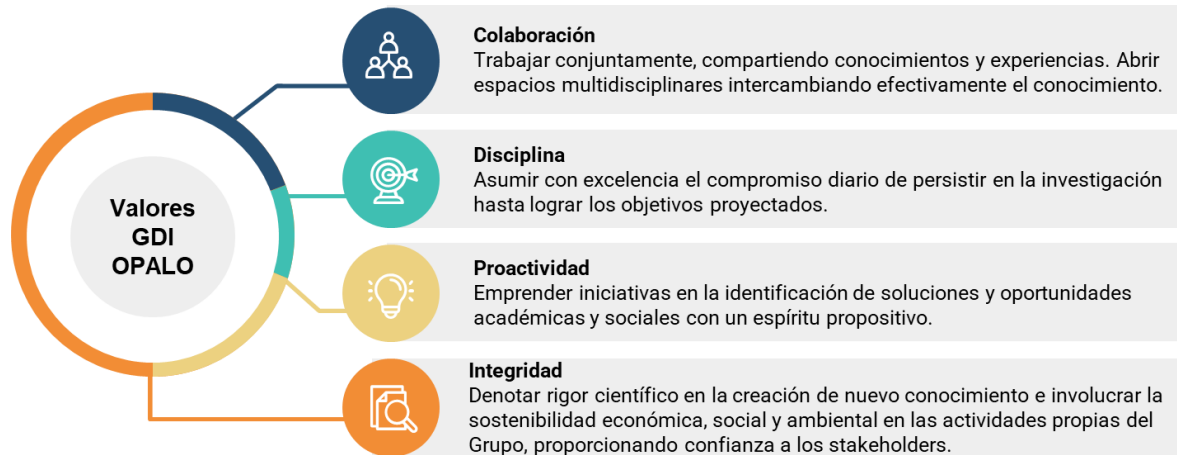 Valores
GDI
OPALO
Colaboración
Trabajar conjuntamente, compartiendo conocimientos y experiencias. Abrir
espacios multidisciplinares intercambiando efectivamente el conocimiento.
Disciplina
Asumir con excelencia el compromiso diario de persistir en la investigación
hasta lograr los objetivos proyectados.
Proactividad
Emprender iniciativas en la identificación de soluciones y oportunidades
académicas y sociales con un espíritu propositivo.
Integridad
Denotar rigor científico en la creación de nuevo conocimiento e involucrar la
sostenibilidad económica, social y ambiental en las actividades propias del
Grupo, proporcionando confianza a los stakeholders.